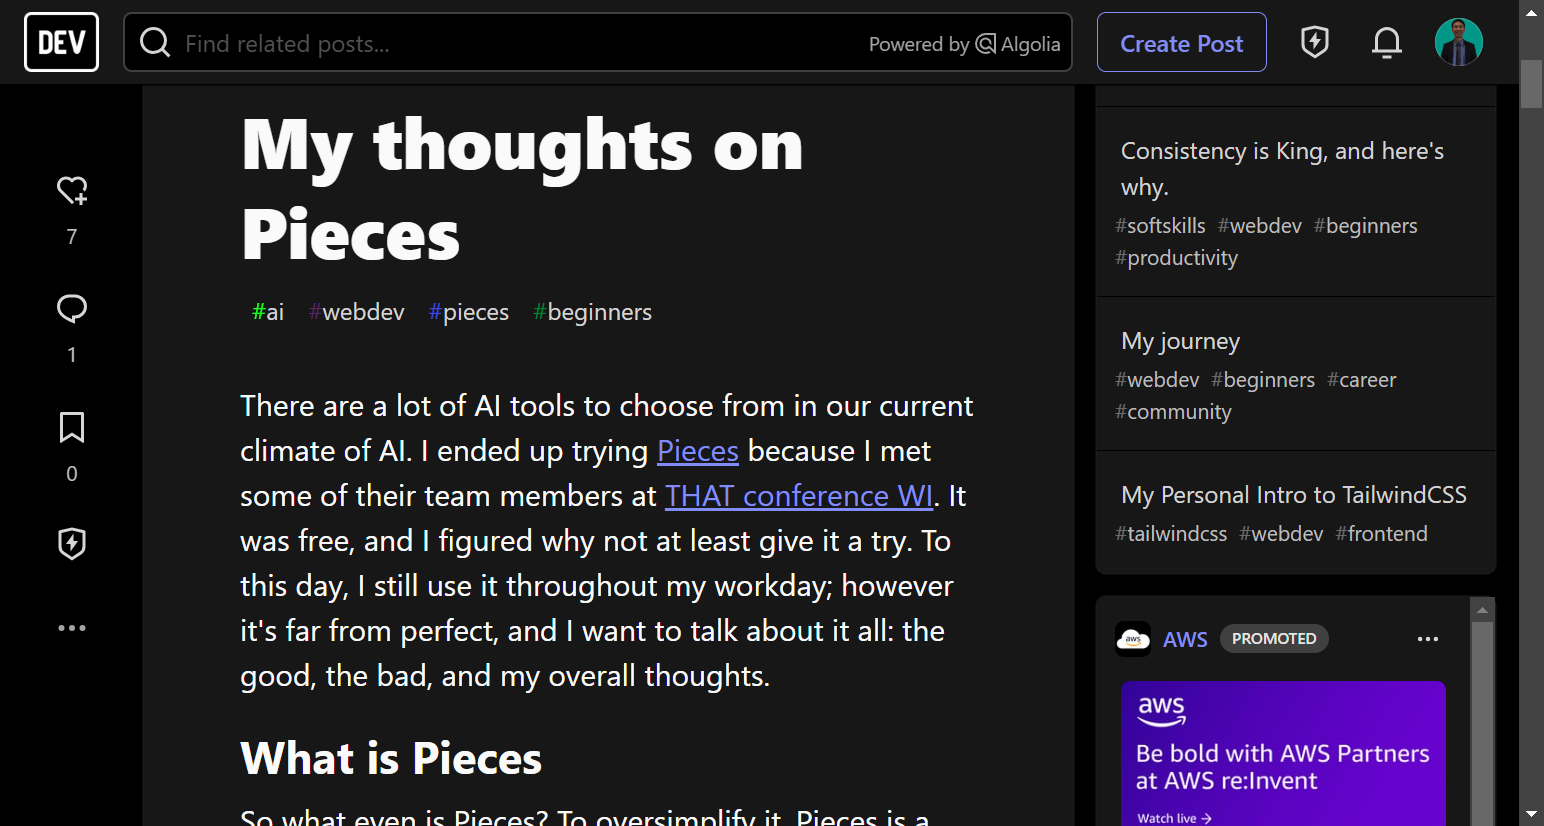 DEV
Find related posts...
Powered by Algolia
Create Post
7
1
0
My thoughts on
Pieces
#ai #webdev #pieces #beginners
There are a lot of AI tools to choose from in our current
climate of AI. I ended up trying Pieces because I met
some of their team members at THAT conference WI. It
was free, and I figured why not at least give it a try. To
this day, I still use it throughout my workday; however
it's far from perfect, and I want to talk about it all: the
good, the bad, and my overall thoughts.
What is Pieces
So what even is Pieces? To oversimplify it, Pieces is a
Consistency is King, and here's
why.
#softskills #webdev #beginners
#productivity
My journey
#webdev #beginners #career
#community
My Personal Intro to TailwindCSS
#tailwindcss #webdev #frontend
aws
AWS PROMOTED
aws
Be bold with AWS Partners
at AWS re:Invent
Watch live →